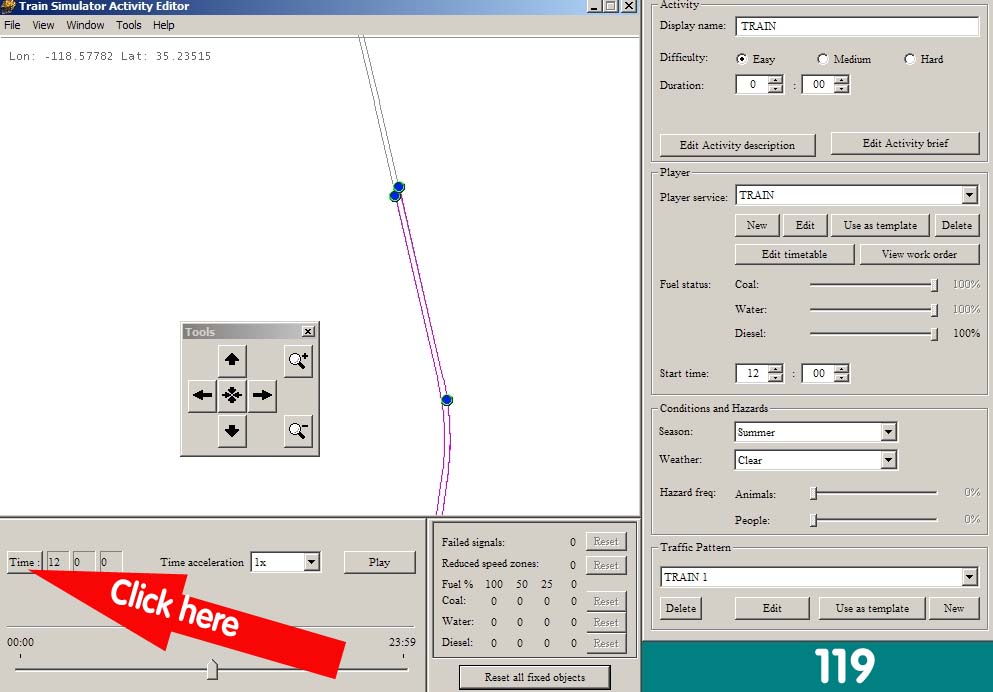 Train Simulator Activity Editor
File View Window Tools Help
Lon: -118.57782 Lat: 35.23515
Tools
Time : 12 0 0 Time acceleration 1x Play
Click here
00:00 23:59
Failed signals: 0 Reset
Reduced speed zones: 0 Reset
Fuel % 100 50 25 0
Coal: 0 0 0 0 Reset
Water: 0 0 0 0 Reset
Diesel: 0 0 0 0 Reset
Reset all fixed objects
Activity
Display name: TRAIN
Difficulty: Easy Medium Hard
Duration: 0 : 00
Edit Activity description Edit Activity brief
Player
Player service: TRAIN
New Edit Use as template Delete
Edit timetable View work order
Fuel status: Coal: 100%
Water: 100%
Diesel: 100%
Start time: 12 : 00
Conditions and Hazards
Season: Summer
Weather: Clear
Hazard freq: Animals: 0%
People: 0%
Traffic Pattern
TRAIN 1
Delete Edit Use as template New
119